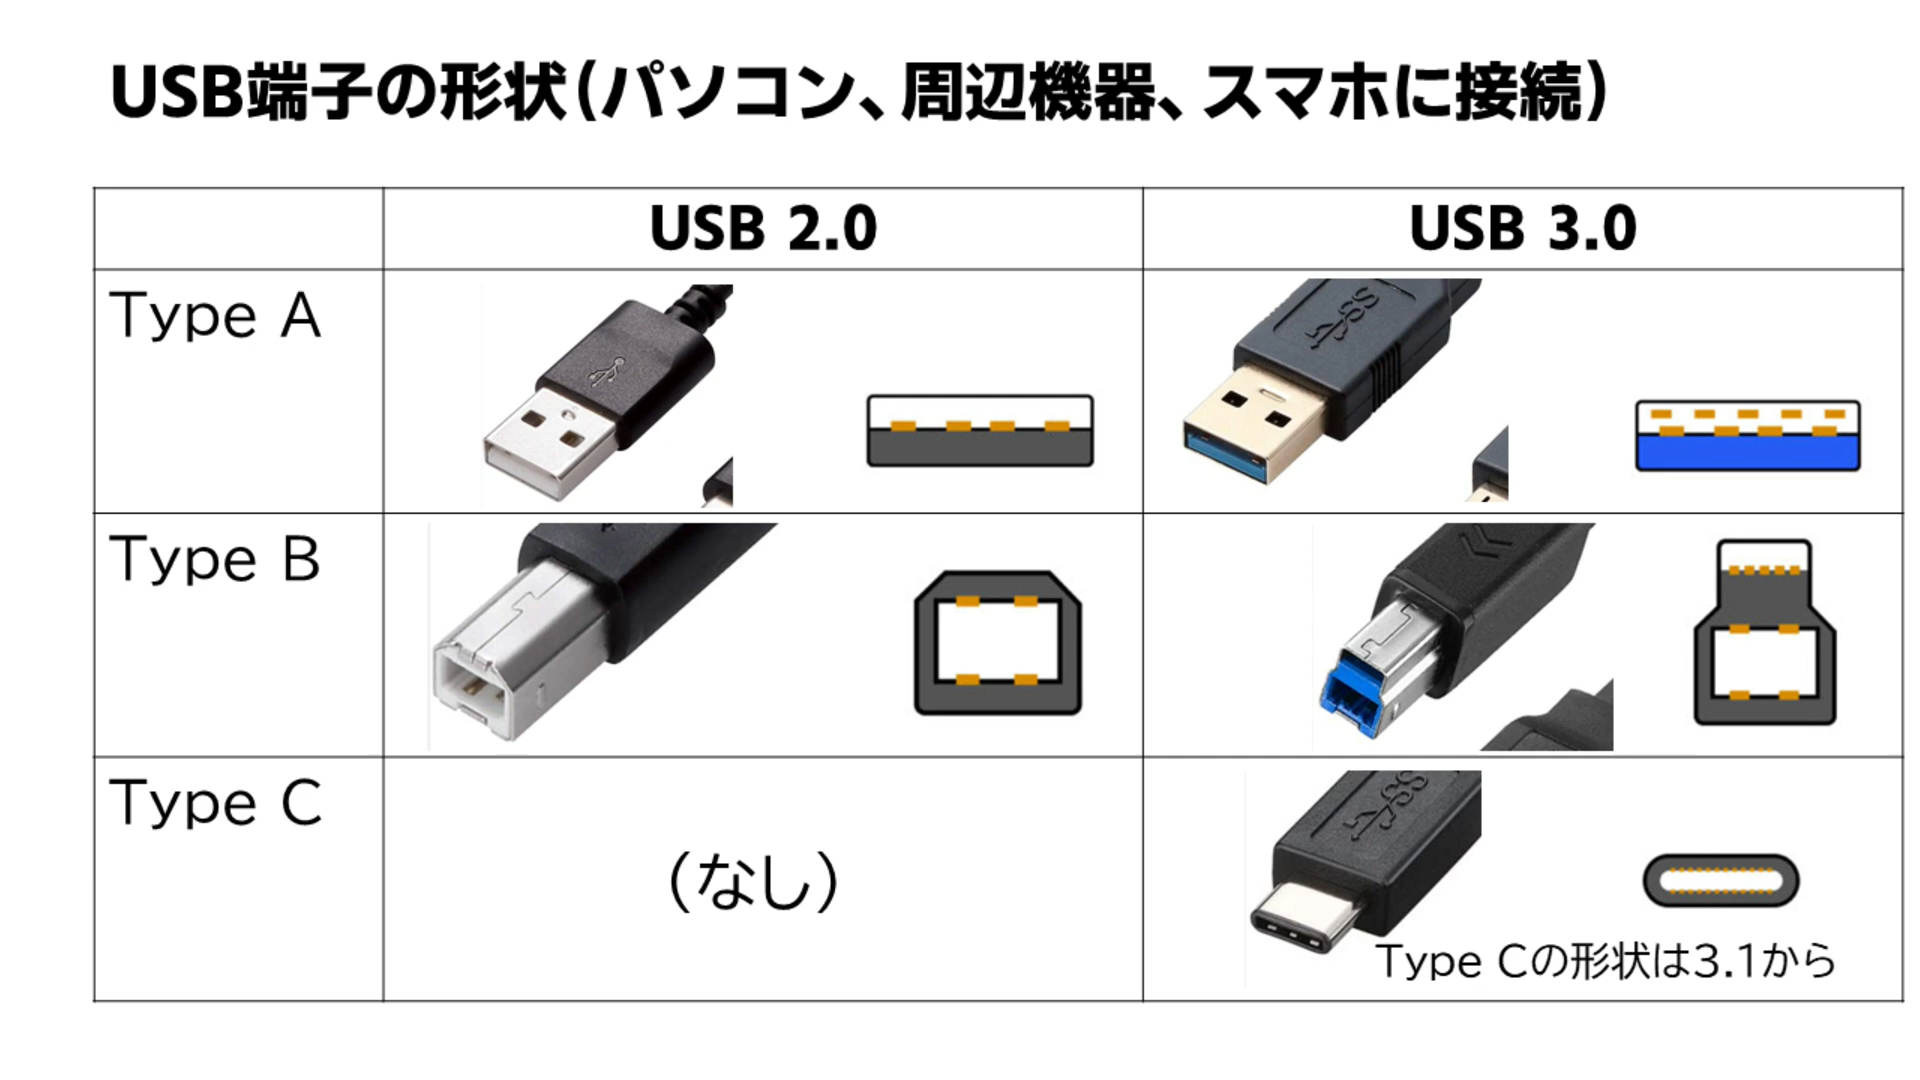 USB端子の形状(パソコン、周辺機器、スマホに接続)
USB 2.0
USB 3.0
Type A
SS
Type B
Type C
(なし)
SS
Type Cの形状は3.1から